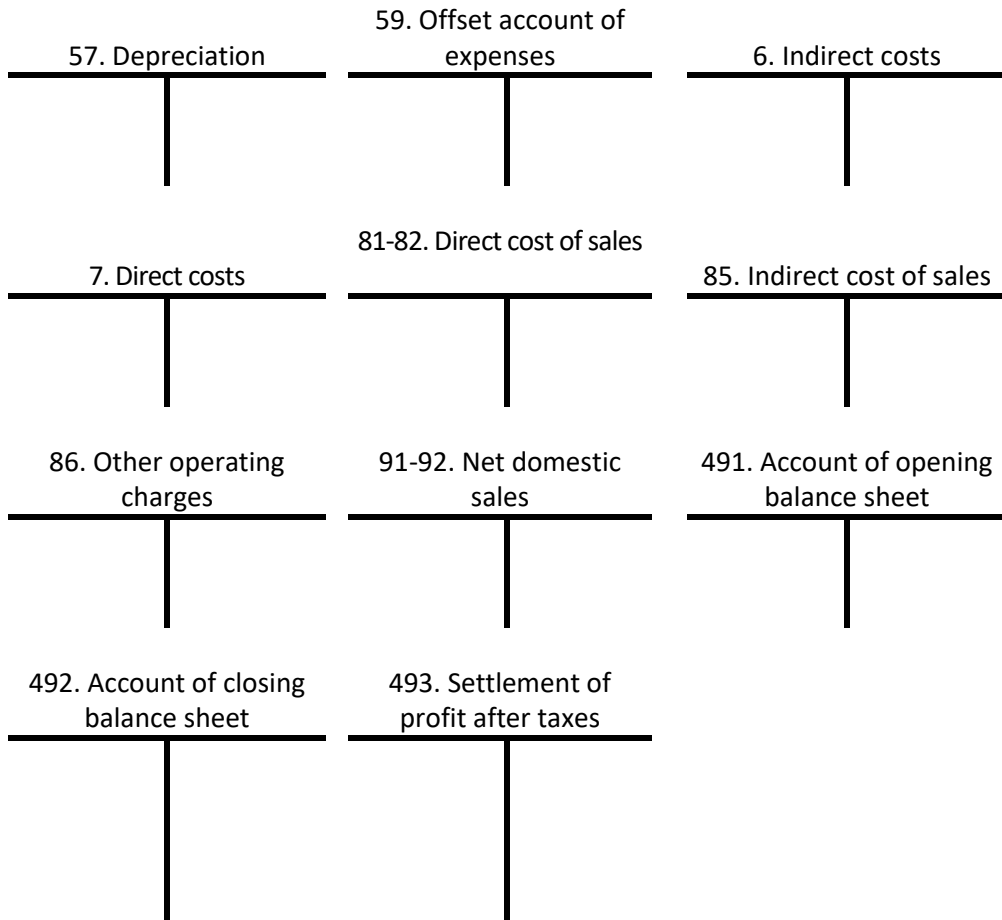 57. Depreciation
59. Offset account of
expenses
6. Indirect costs
7. Direct costs
81-82. Direct cost of sales
85. Indirect cost of sales
86. Other operating
charges
91-92. Net domestic
sales
491. Account of opening
balance sheet
492. Account of closing
balance sheet
493. Settlement of
profit after taxes